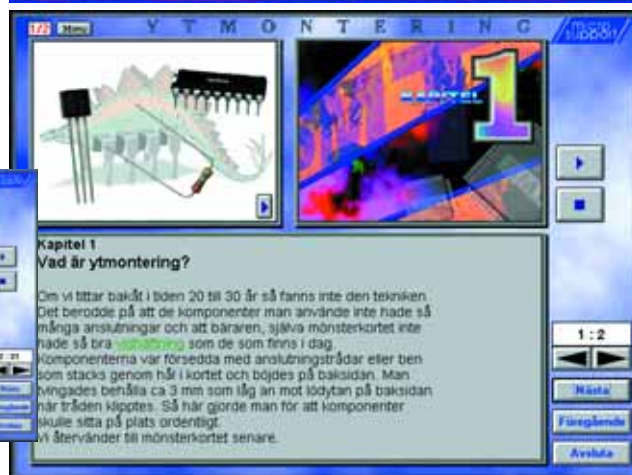 1/2 Menu YTMONTERING micro support
KAPITEL 1
Kapitel 1
Vad är ytmontering?
Om vi tittar bakåt i tiden 20 till 30 år så fanns inte den tekniken.
Det berodde på att de komponenter man använde inte hade så
många anslutningar och att bäraren, själva mönsterkortet inte
hade så bra som de som finns i dag.
Komponenterna var försedda med anslutningstrådar eller ben
som stacks genom hål i kortet och böjdes på baksidan. Man
tvingades behålla ca 3 mm som låg an mot lödytan på baksidan
när tråden klipptes. Så här gjorde man för att komponenter
skulle sitta på plats ordentligt.
Vi återvänder till mönsterkortet senare.
1:2
Nästa
Föregående
Avsluta